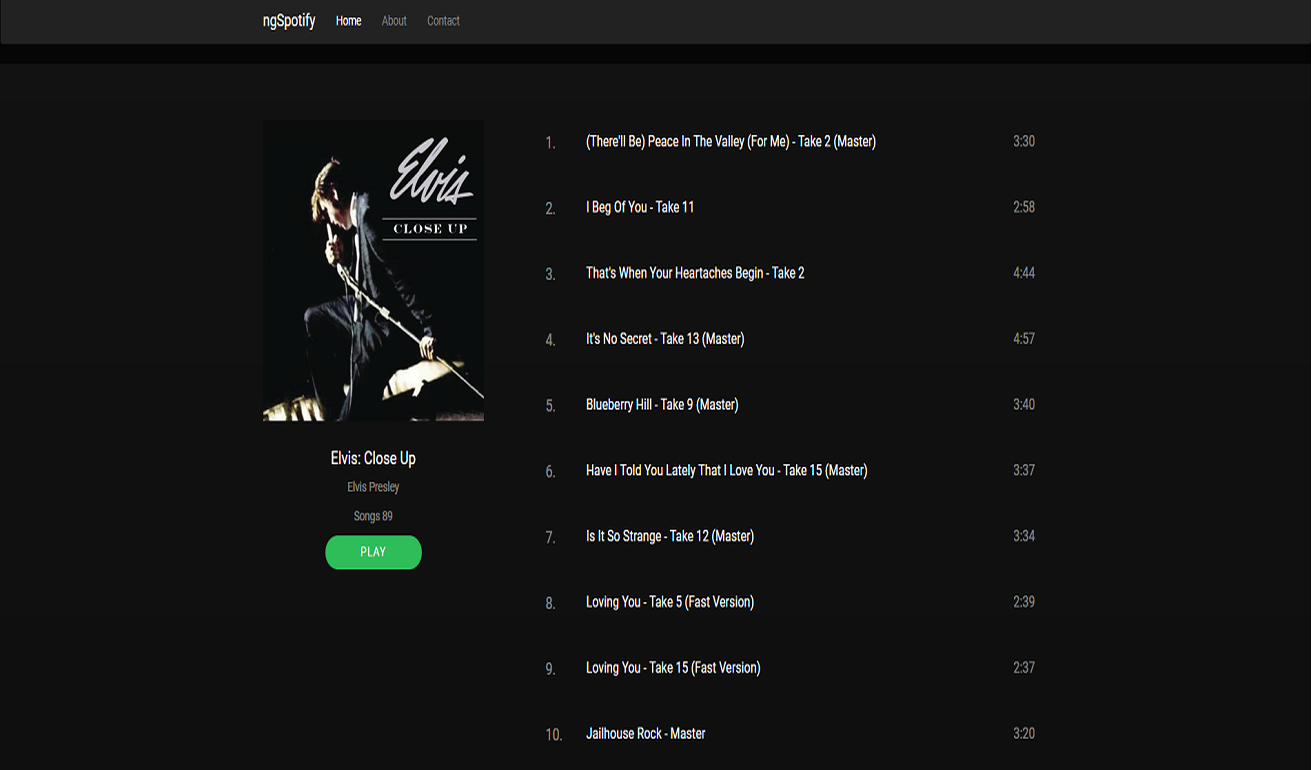 ngSpotify Home About Contact
Elvis
CLOSE UP
Elvis: Close Up
Elvis Presley
Songs 89
PLAY
1. (There'll Be) Peace In The Valley (For Me) - Take 2 (Master) 3:30
2. I Beg Of You - Take 11 2:58
3. That's When Your Heartaches Begin - Take 2 4:44
4. It's No Secret - Take 13 (Master) 4:57
5. Blueberry Hill - Take 9 (Master) 3:40
6. Have I Told You Lately That I Love You - Take 15 (Master) 3:37
7. Is It So Strange - Take 12 (Master) 3:34
8. Loving You - Take 5 (Fast Version) 2:39
9. Loving You - Take 15 (Fast Version) 2:37
10. Jailhouse Rock - Master 3:20